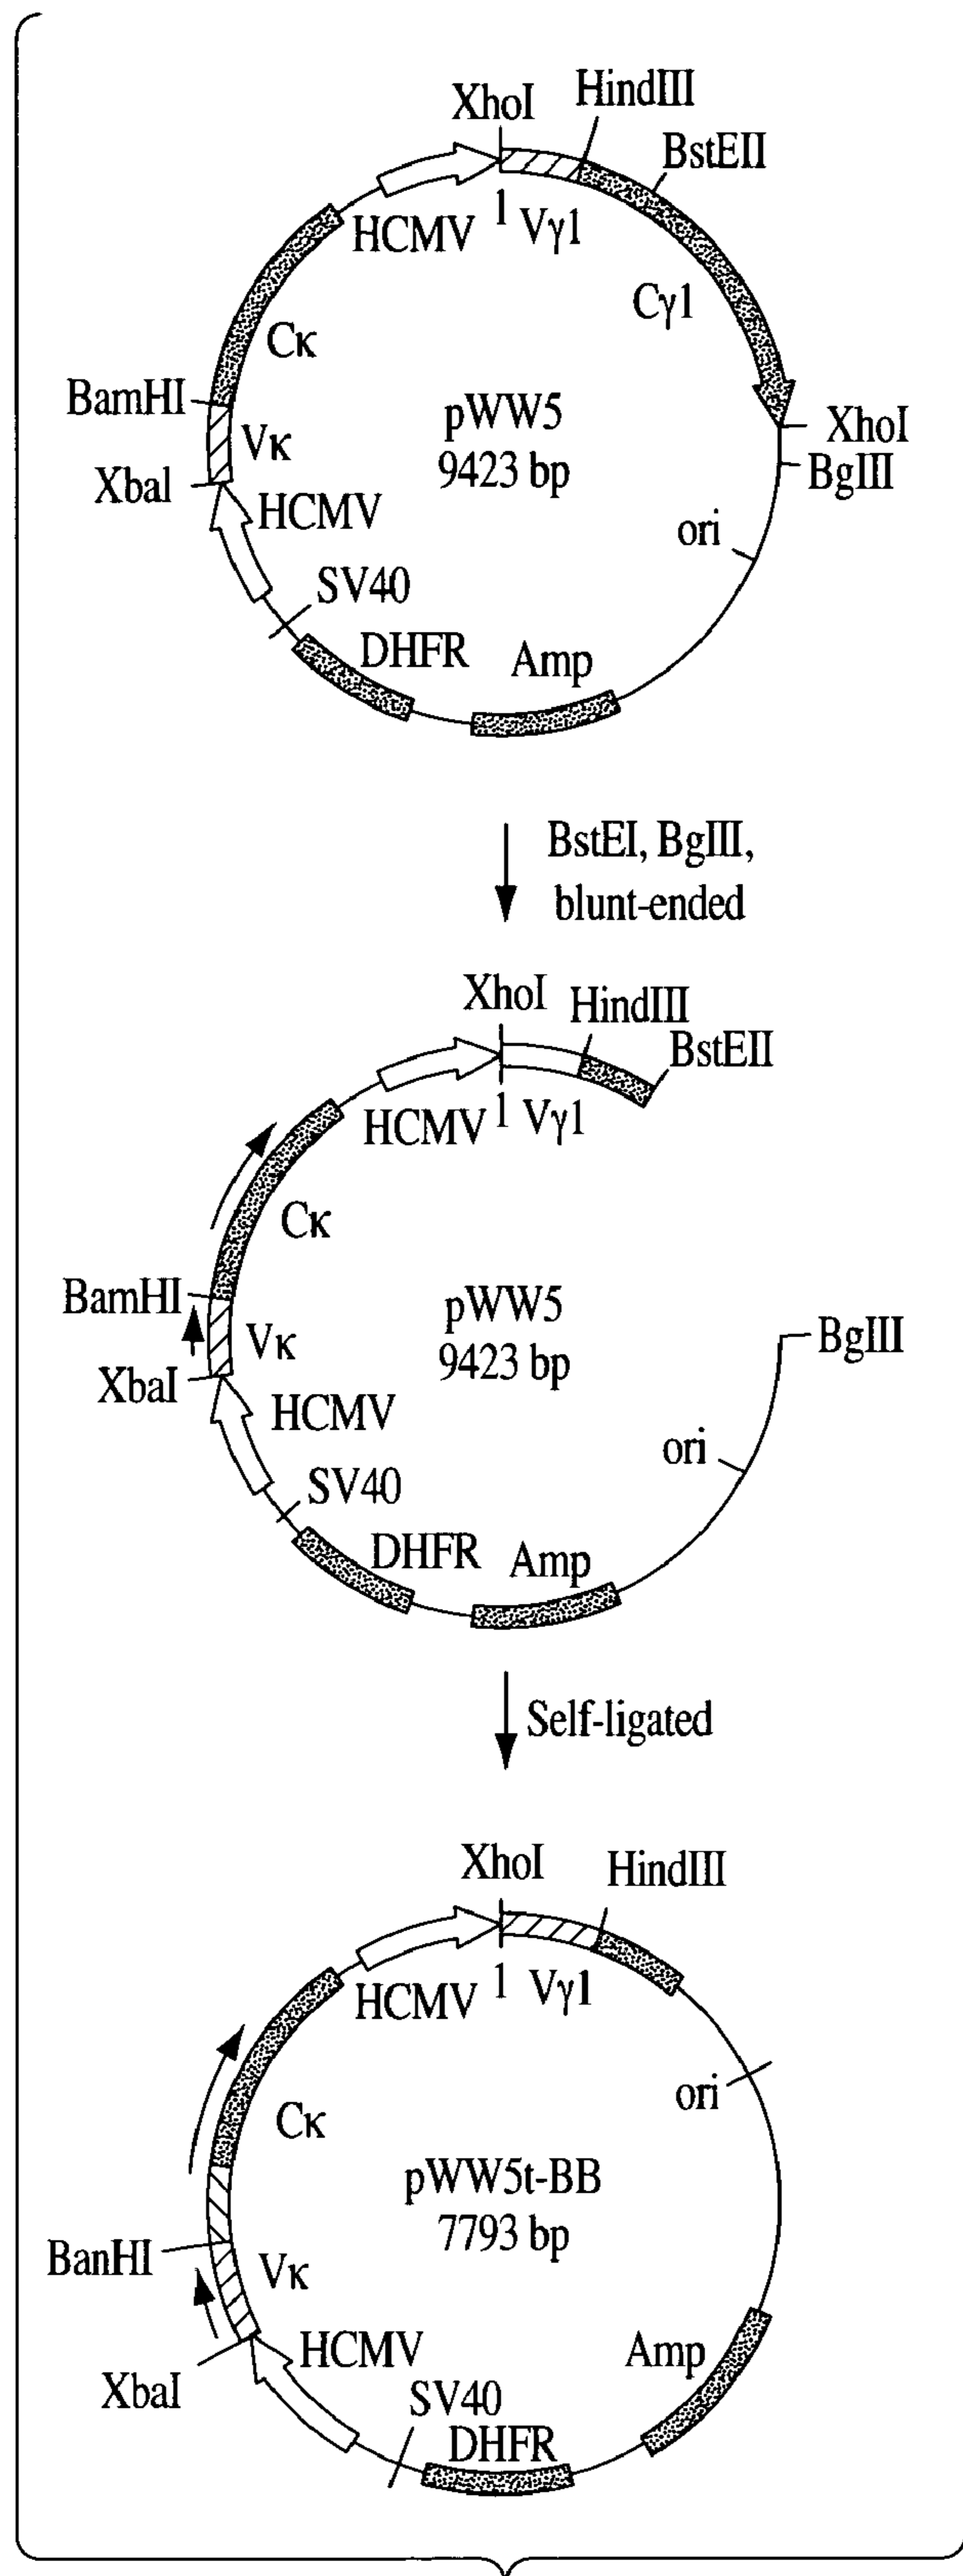 XhoI
HindIII
BstEII
HCMV
1
Vγ1
Cγ1
Cκ
BamHI
pWW5
9423 bp
XhoI
Vκ
BglII
XbaI
HCMV
ori
SV40
DHFR
Amp
BstEI, BglII,
blunt-ended
XhoI
HindIII
BstEII
HCMV
1
Vγ1
Cκ
BamHI
pWW5
9423 bp
BglII
Vκ
XbaI
HCMV
ori
SV40
DHFR
Amp
Self-ligated
XhoI
HindIII
HCMV
1
Vγ1
ori
Cκ
pWW5t-BB
7793 bp
BanHI
Vκ
HCMV
Amp
XbaI
SV40
DHFR